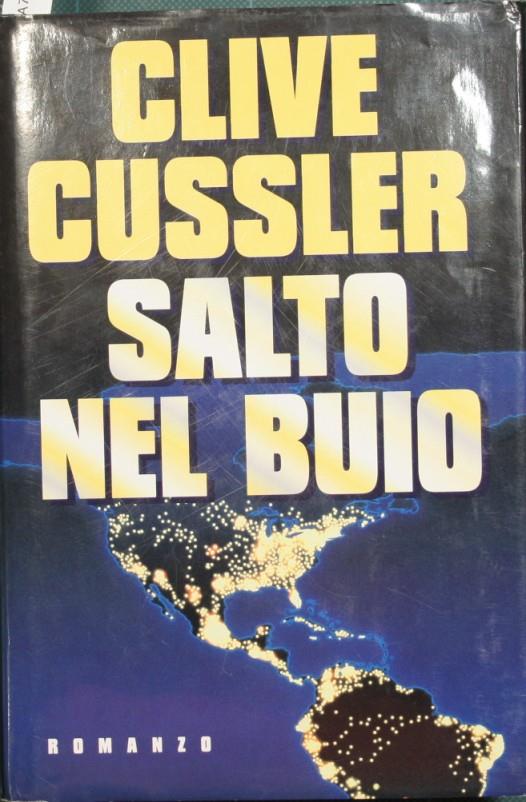 CLIVE
CUSSLER
SALTO
NEL BUIO
ROMANZO